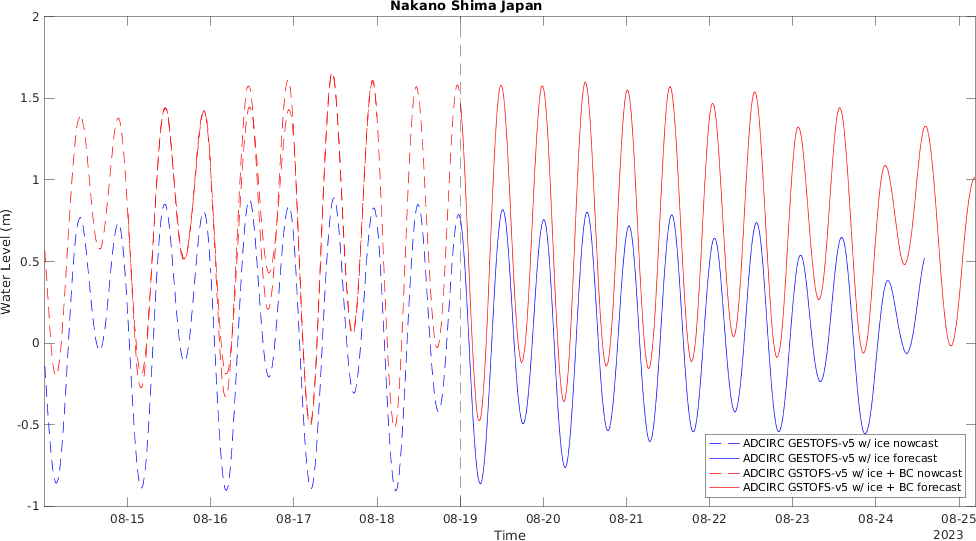 Nakano Shima Japan
Water Level (m)
2
1.5
1
0.5
0
-0.5
-1
ADCIRC GESTOFS-v5 w/ ice nowcast
ADCIRC GESTOFS-v5 w/ ice forecast
ADCIRC GSTOFS-v5 w/ ice + BC nowcast
ADCIRC GSTOFS-v5 w/ ice + BC forecast
08-15 08-16 08-17 08-18 08-19 08-20 08-21 08-22 08-23 08-24 08-25
Time
2023